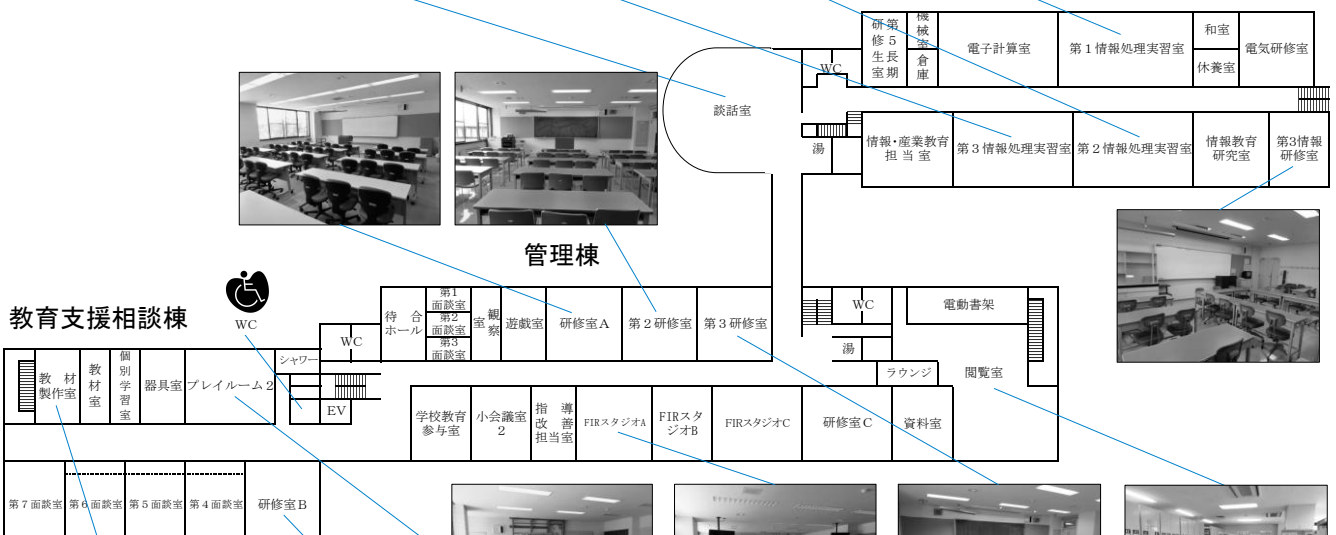 研
修
生
室
第
5
長
期
機
械
室
倉
庫
電子計算室
第1情報処理実習室
和室
休養室
電気研修室
WC
談話室
湯
情報・産業教育
担 当 室
第3情報処理実習室
第2情報処理実習室
情報教育
研究室
第3情報
研修室
管理棟
教育支援相談棟
WC
待 合
ホール
第1
面談室
第2
面談室
第3
面談室
観
察
室
遊戯室
研修室A
第2研修室
第3研修室
WC
湯
電動書架
ラウンジ
閲覧室
WC
シャワー
EV
教 材
製作室
教
材
室
個
別
学
習
室
器具室
プレイルーム2
学校教育
参与室
小会議室
2
指 導
改 善
担当室
FIRスタジオA
FIRスタ
ジオB
FIRスタジオC
研修室C
資料室
第7面談室
第6面談室
第5面談室
第4面談室
研修室B